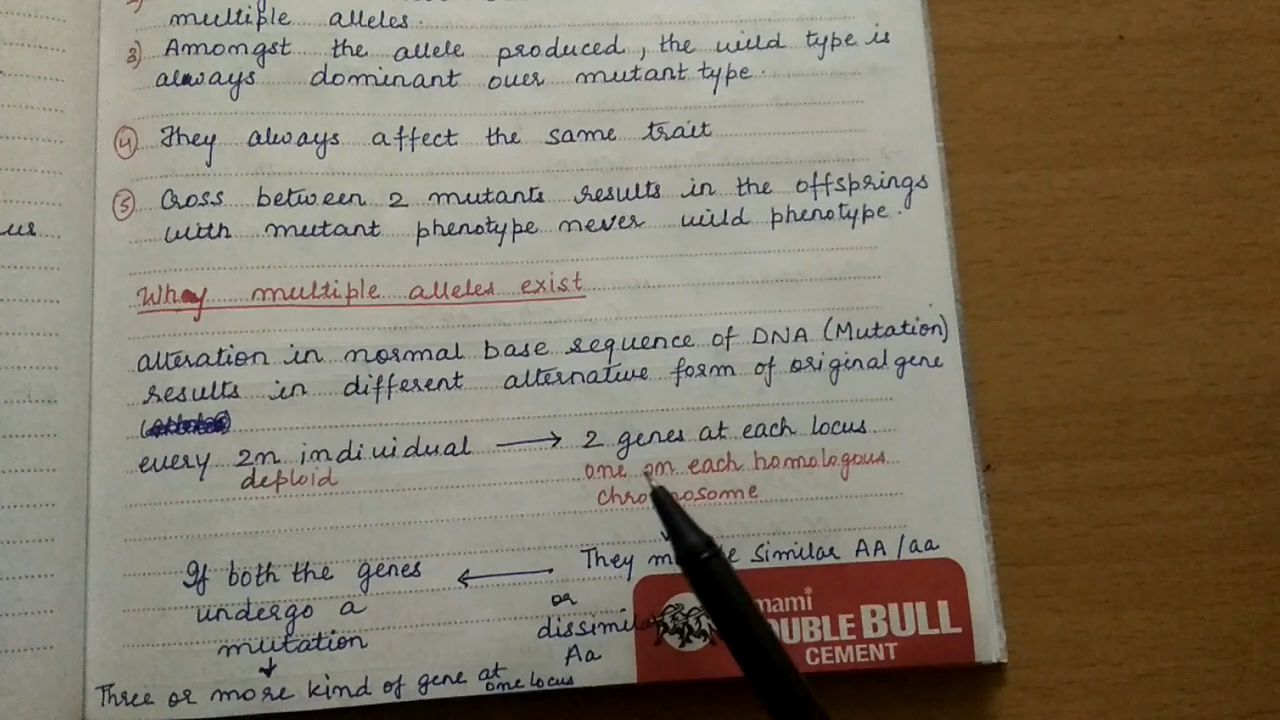 multiple alleles.
3) Amongst the allele produced, the wild type is
always dominant over mutant type.
4 They always affect the same trait
5 Cross between 2 mutants results in the offsprings
us
with mutant phenotype never wild phenotype.
Why multiple alleles exist
alteration in normal base sequence of DNA (Mutation)
results in different alternative form of original gene
every 2n individual → 2 genes at each locus
deploid one on each homologous
chromosome
They similar AA/aa
If both the genes ←
undergo a or
mutation dissimilar
↓ Aa
Three or more kind of gene at one locus
mami
DOUBLE BULL
CEMENT